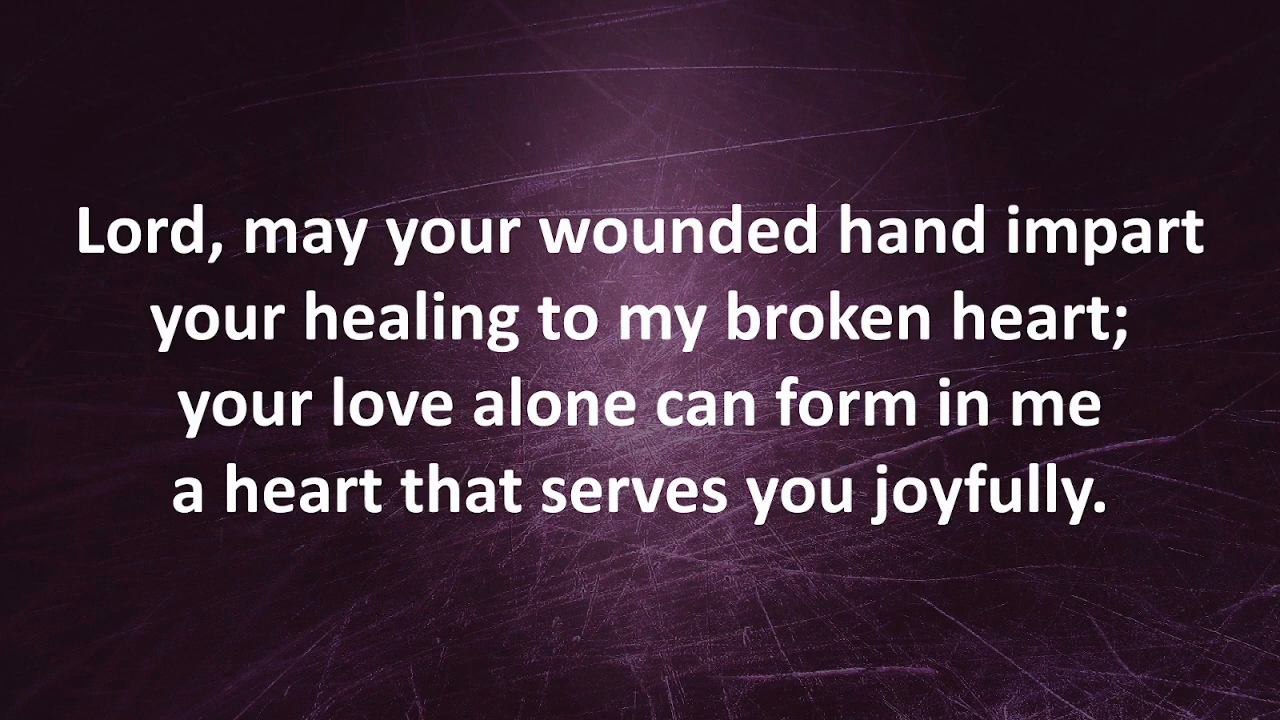 Lord, may your wounded hand impart
your healing to my broken heart;
your love alone can form in me
a heart that serves you joyfully.